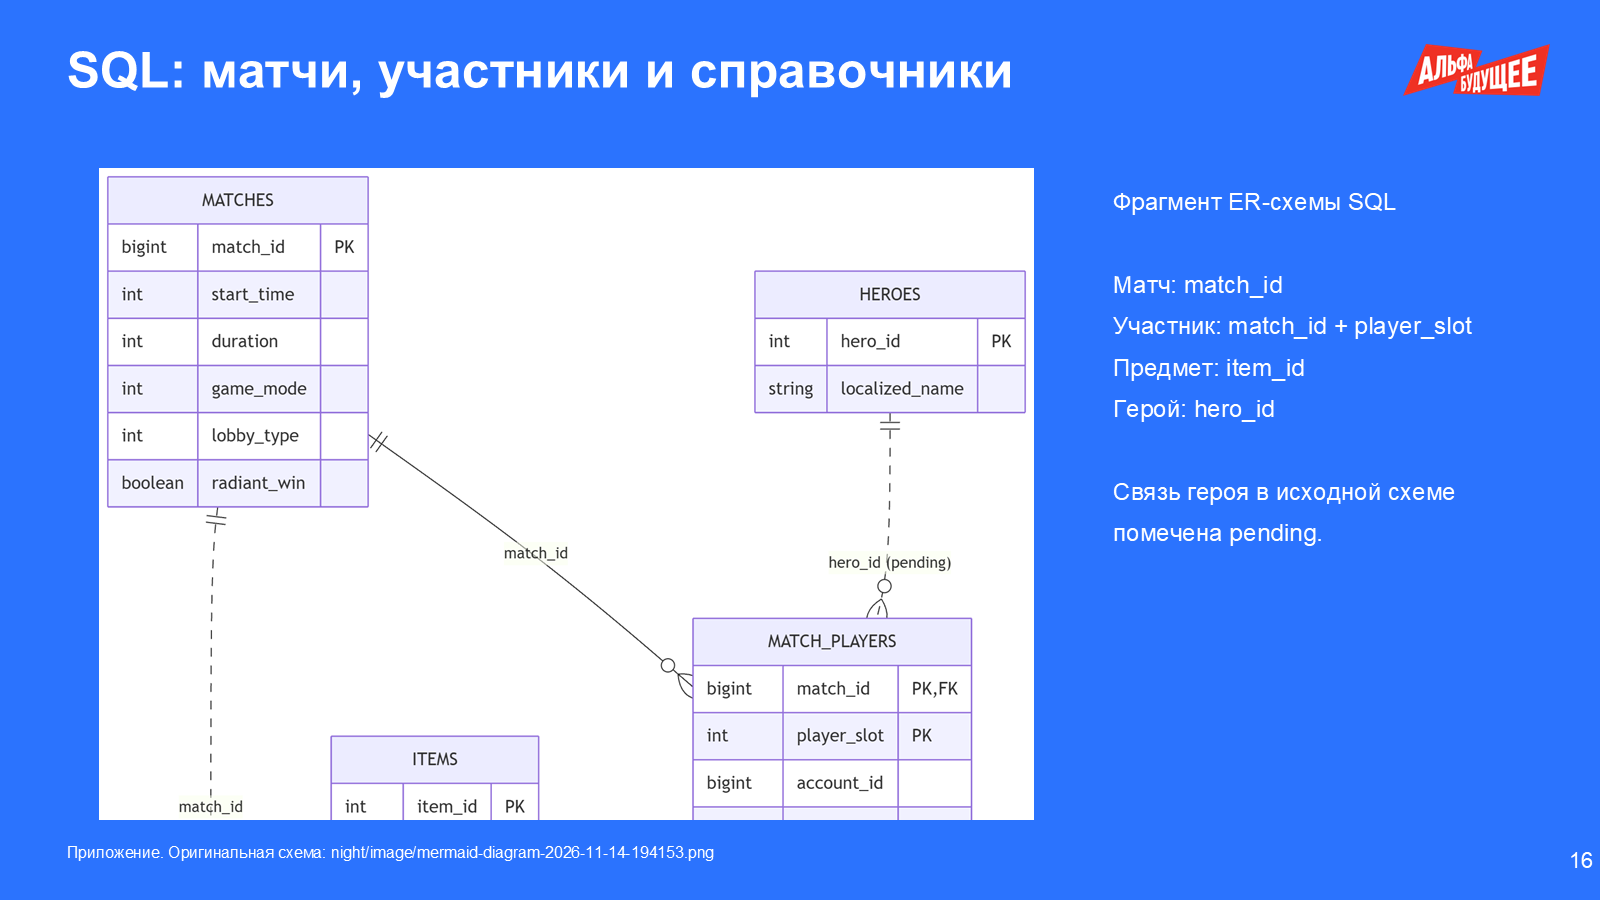 SQL: матчи, участники и справочники
АЛЬФА
БУДУЩЕЕ
MATCHES
bigint match_id PK
int start_time
int duration
int game_mode
int lobby_type
boolean radiant_win
HEROES
int hero_id PK
string localized_name
match_id
hero_id (pending)
MATCH_PLAYERS
bigint match_id PK,FK
int player_slot PK
bigint account_id
ITEMS
int item_id PK
match_id
Фрагмент ER-схемы SQL
Матч: match_id
Участник: match_id + player_slot
Предмет: item_id
Герой: hero_id
Связь героя в исходной схеме
помечена pending.
Приложение. Оригинальная схема: night/image/mermaid-diagram-2026-11-14-194153.png
16